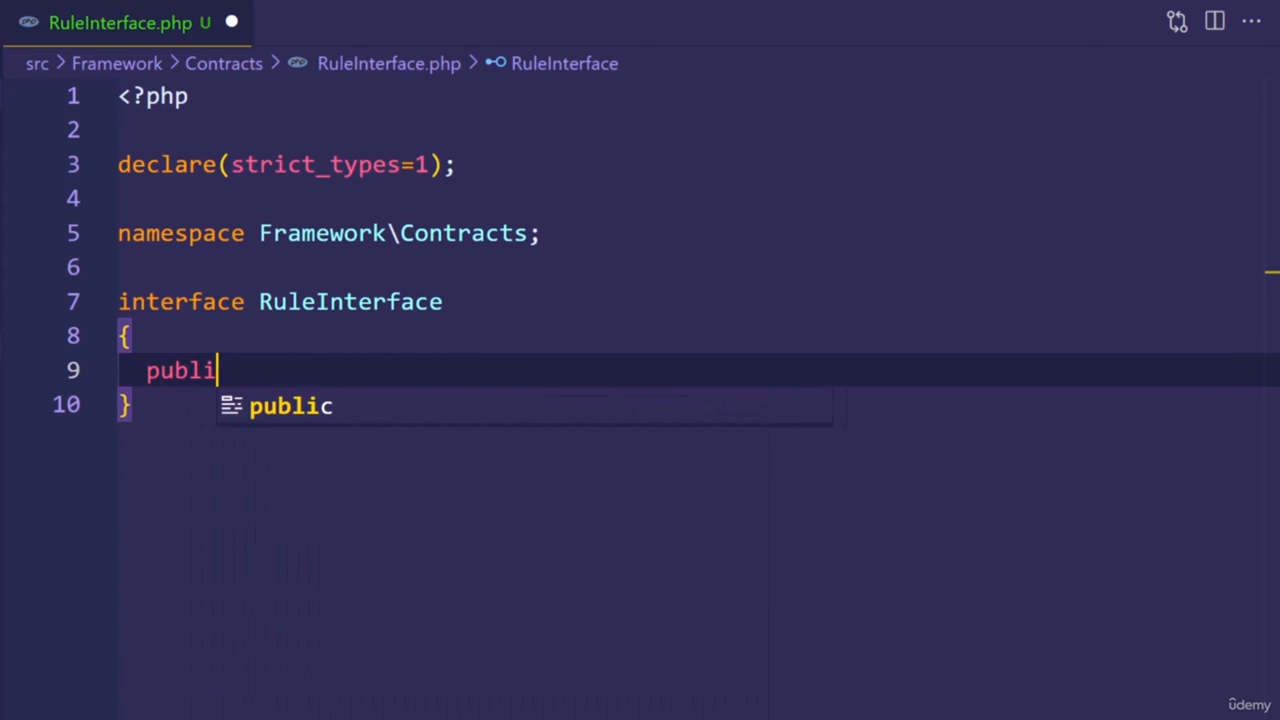 RuleInterface.php U
src > Framework > Contracts > RuleInterface.php > RuleInterface
1 <?php
2
3 declare(strict_types=1);
4
5 namespace Framework\Contracts;
6
7 interface RuleInterface
8 {
9 publi
10 }
public
ûdemy